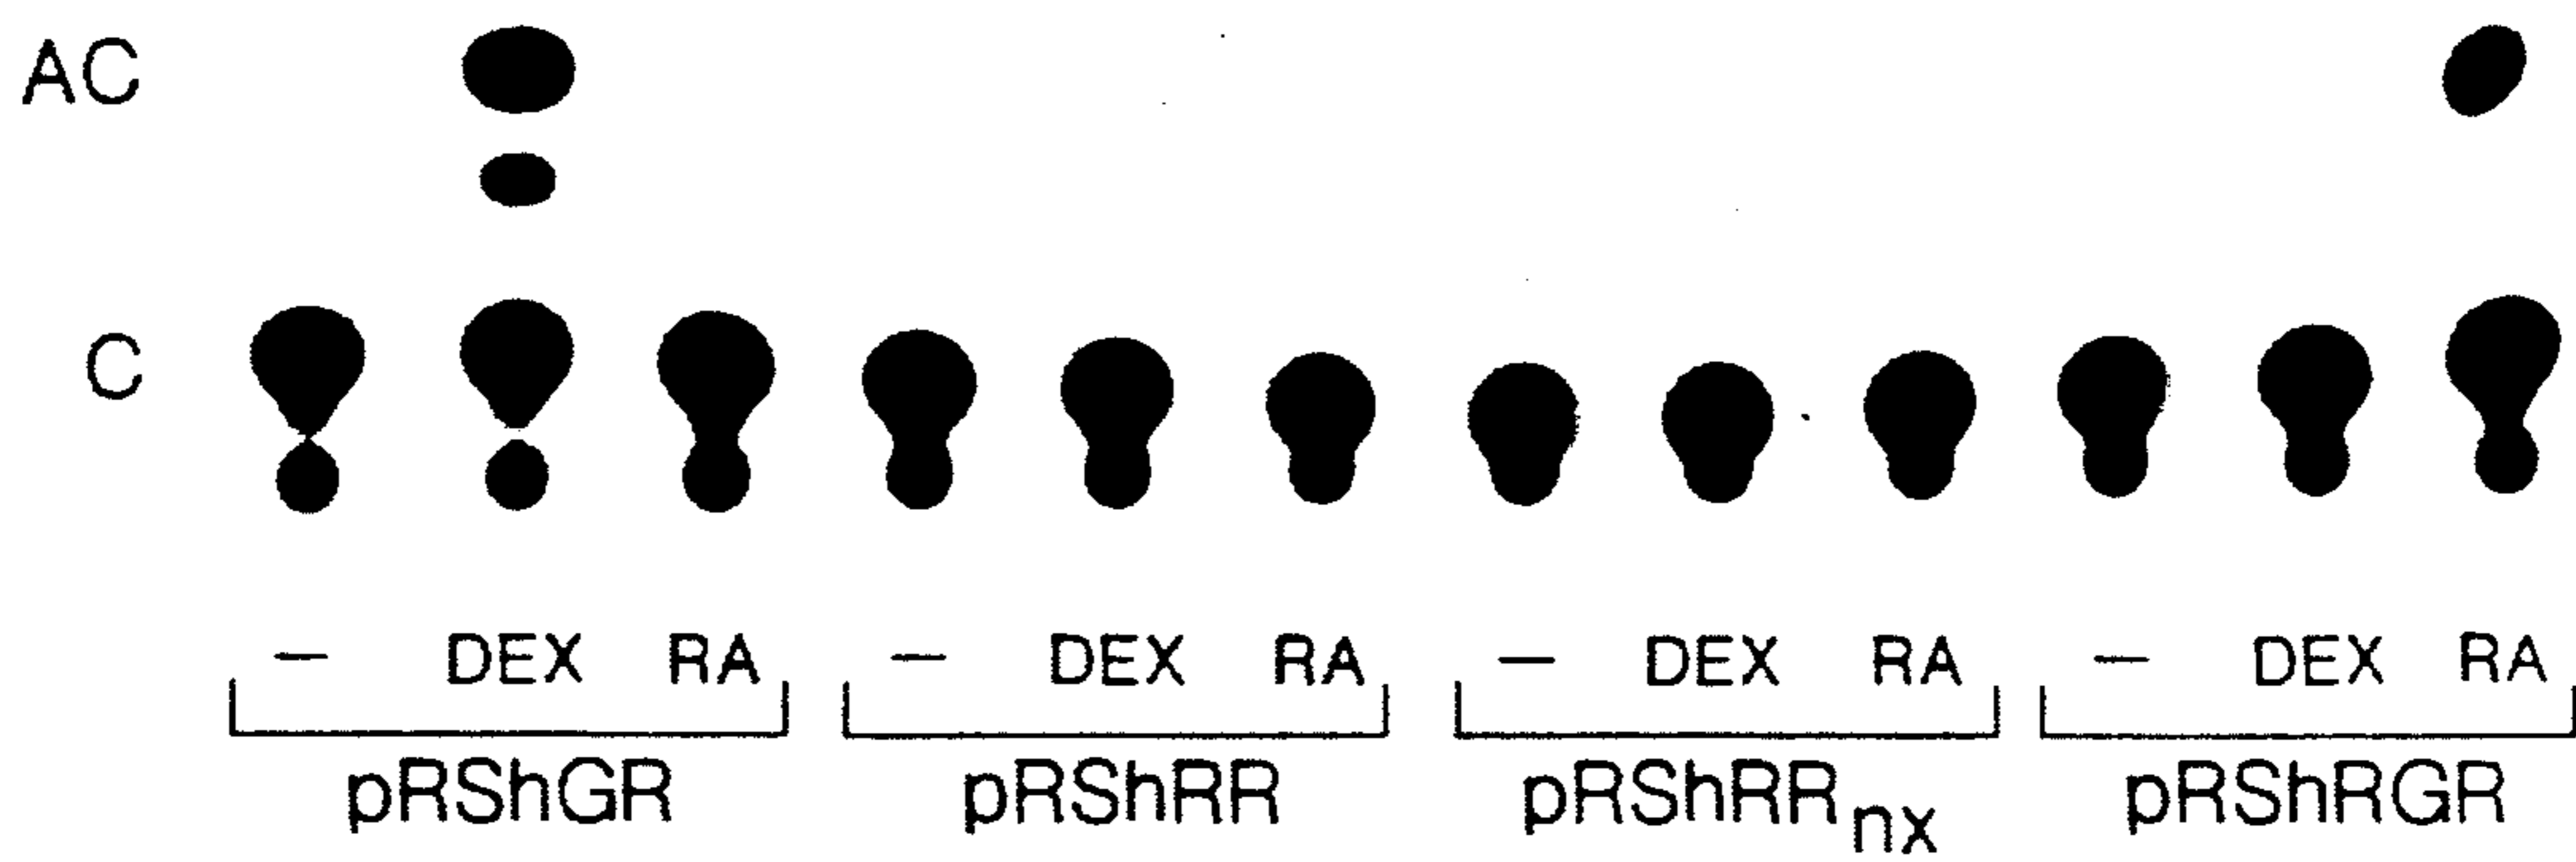 AC
C
— DEX RA — DEX RA — DEX RA — DEX RA
pRShGR pRShRR pRShRRnx pRShRGR